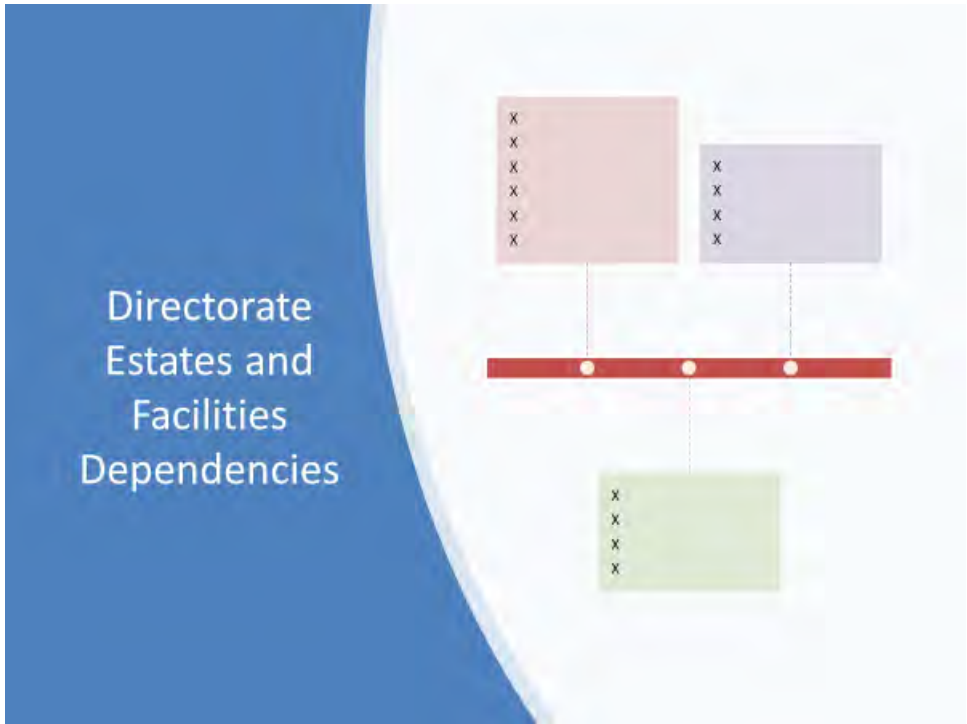 Directorate
Estates and
Facilities
Dependencies
X
X
X
X
X
X
X
X
X
X
X
X
X
X